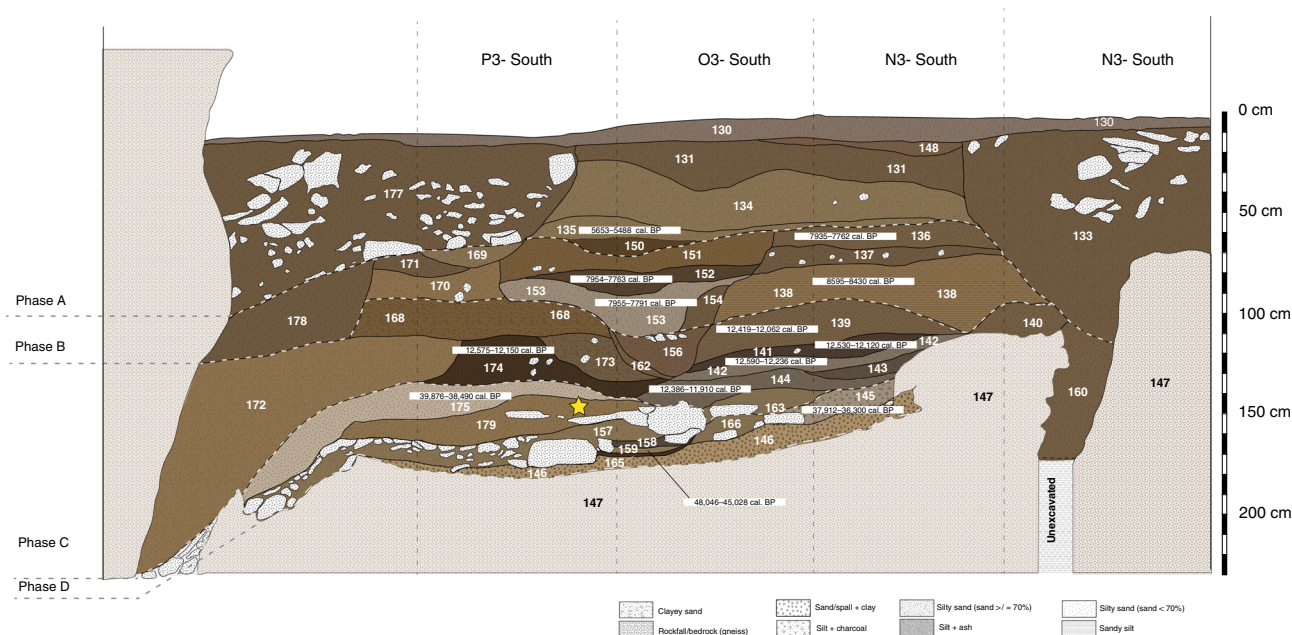 P3- South O3- South N3- South N3- South
0 cm
130 130
148
131
131
177
134
50 cm
135 5653–5488 cal. BP 7935–7762 cal. BP 136 133
150
169 151 137
171
152
7954–7763 cal. BP
170 153 8595–8430 cal. BP
138 138
154
Phase A 7955–7791 cal. BP
178 168 168 153 139 140 100 cm
12,419–12,062 cal. BP
Phase B 12,530–12,120 cal. BP 142
12,575–12,150 cal. BP 156 141
173 162 12,590–12,236 cal. BP
174 142 143
144
12,386–11,910 cal. BP 147 160 147
39,876–38,490 cal. BP 145
172 175 37,912–36,300 cal. BP 150 cm
163
179 157 166
158 146
159
165
146
48,046–45,028 cal. BP
147
Unexcavated
200 cm
Phase C
Phase D
Clayey sand Sand/spall + clay Silty sand (sand >/ = 70%) Silty sand (sand < 70%)
Rockfall/bedrock (gneiss) Silt + charcoal Silt + ash Sandy silt